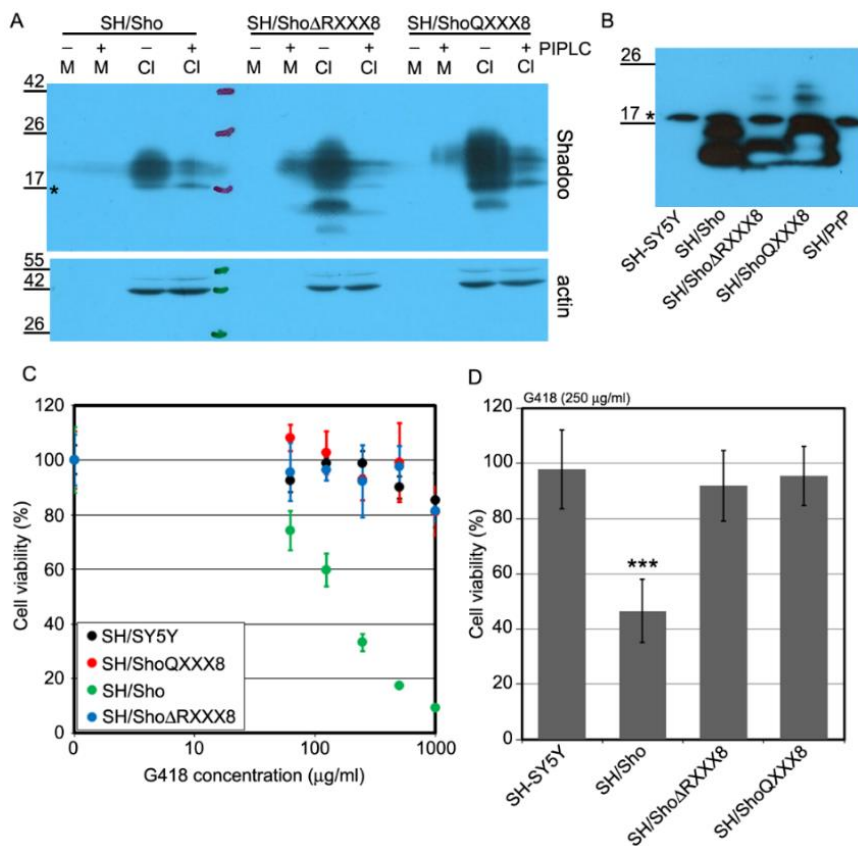 A
SH/Sho SH/ShoΔRXXX8 SH/ShoQXXX8
– + – + – + – + – + – + PIPLC
M M Cl Cl M M Cl Cl M M Cl Cl
42
26
17
*
Shadoo
55
42
26
actin
B
26
17 *
SH-SY5Y
SH/Sho
SH/ShoΔRXXX8
SH/ShoQXXX8
SH/PrP
C
120
100
80
60
40
20
0
Cell viability (%)
SH/SY5Y
SH/ShoQXXX8
SH/Sho
SH/ShoΔRXXX8
0 10 100 1000
G418 concentration (µg/ml)
D
G418 (250 µg/ml)
120
100
80
60
40
20
0
Cell viability (%)
***
SH-SY5Y
SH/Sho
SH/ShoΔRXXX8
SH/ShoQXXX8